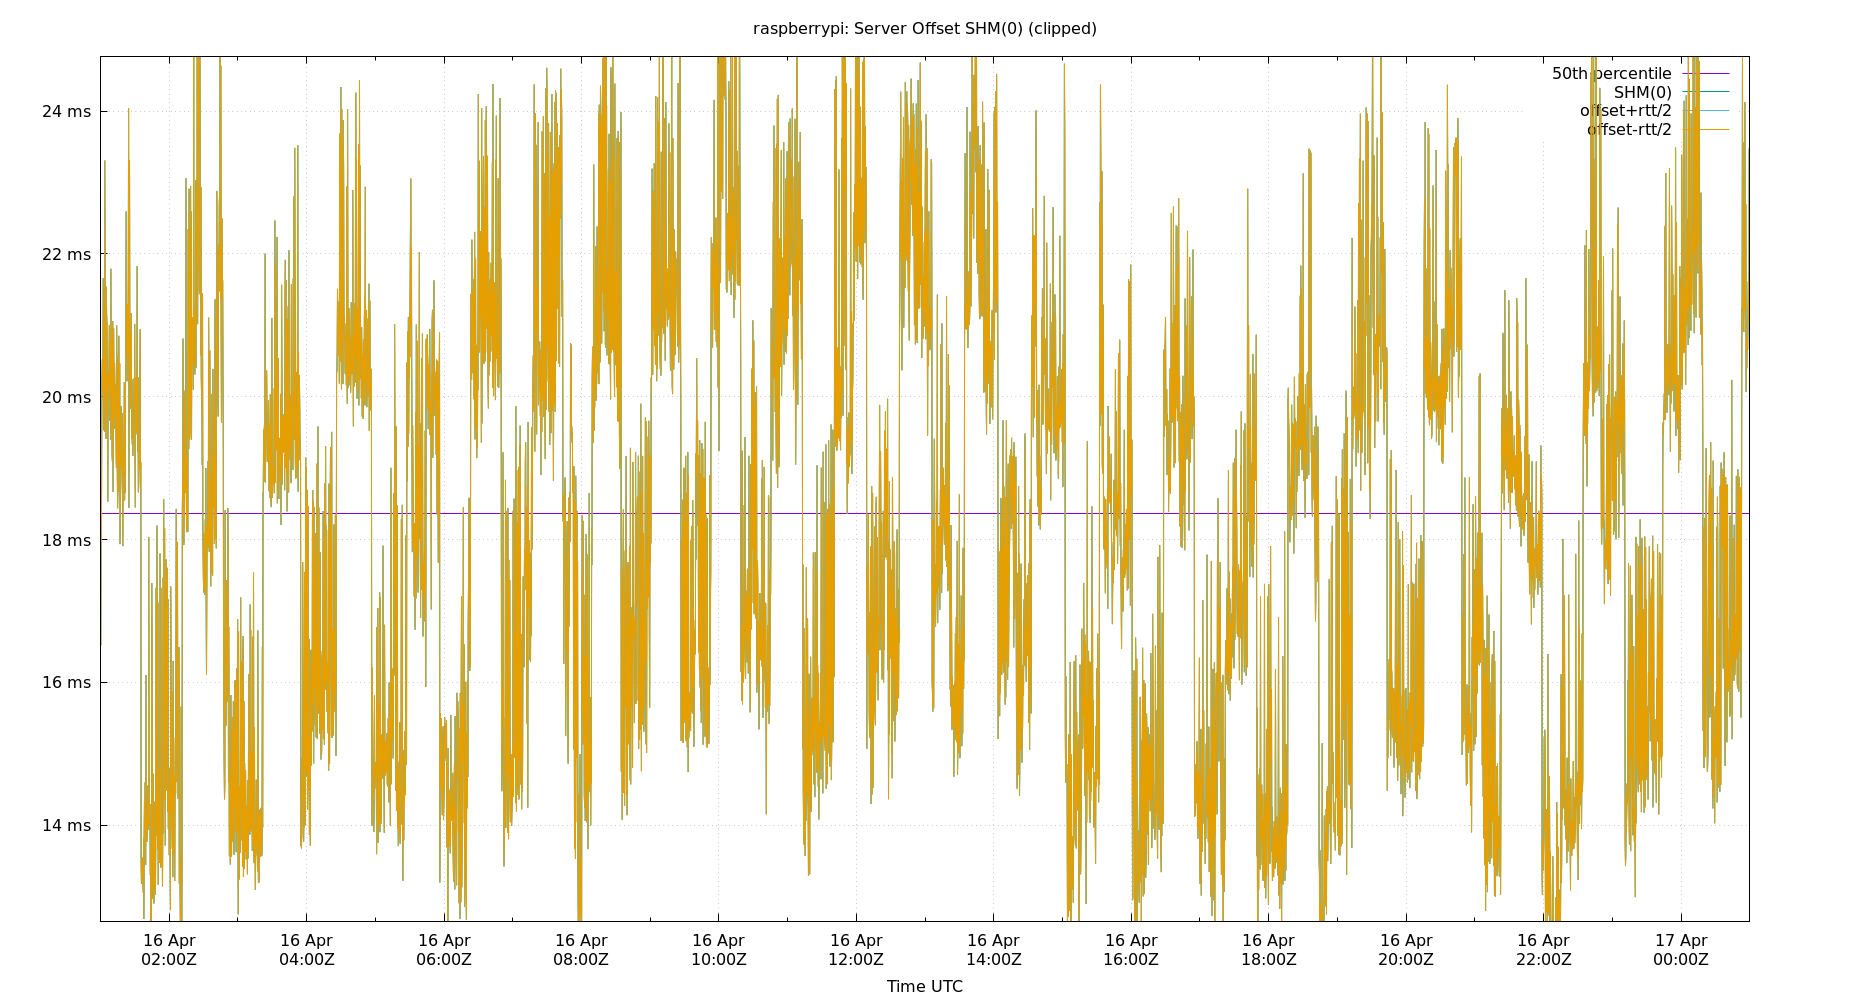 raspberrypi: Server Offset SHM(0) (clipped)
50th percentile
SHM(0)
offset+rtt/2
offset-rtt/2
24 ms
22 ms
20 ms
18 ms
16 ms
14 ms
16 Apr 16 Apr 16 Apr 16 Apr 16 Apr 16 Apr 16 Apr 16 Apr 16 Apr 16 Apr 16 Apr 17 Apr
02:00Z 04:00Z 06:00Z 08:00Z 10:00Z 12:00Z 14:00Z 16:00Z 18:00Z 20:00Z 22:00Z 00:00Z
Time UTC